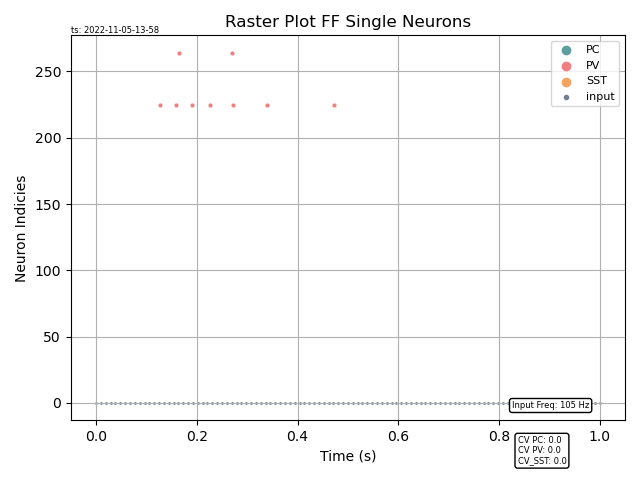 Raster Plot FF Single Neurons
ts: 2022-11-05-13-58
PC
PV
SST
input
250
200
150
100
50
0
Neuron Indicies
Input Freq: 105 Hz
0.0 0.2 0.4 0.6 0.8 1.0
Time (s)
CV PC: 0.0
CV PV: 0.0
CV_SST: 0.0